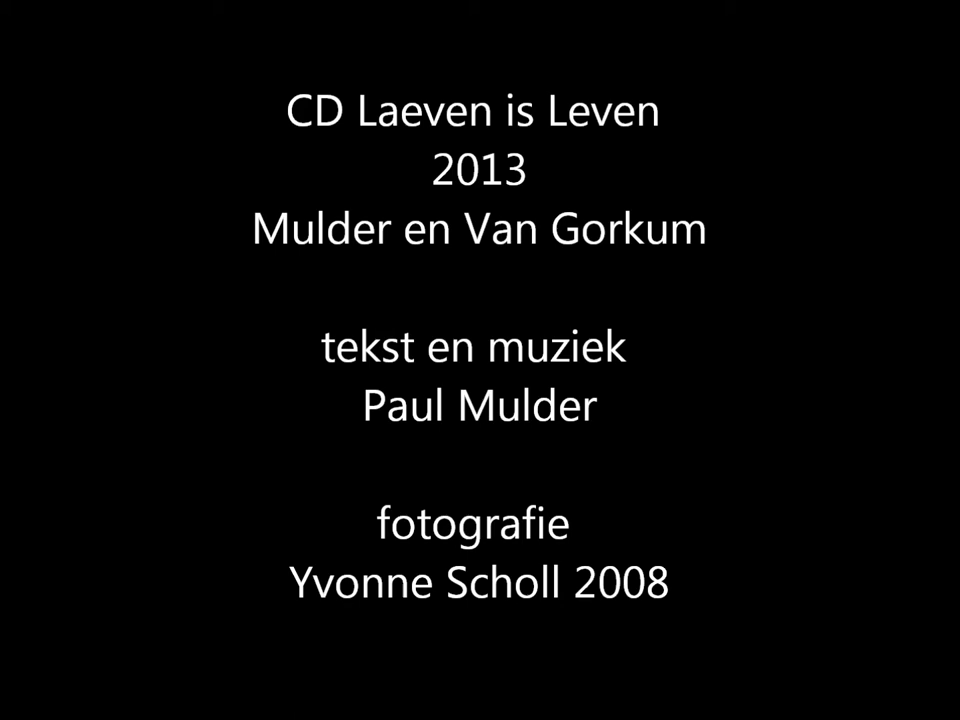 CD Laeven is Leven
2013
Mulder en Van Gorkum
tekst en muziek
Paul Mulder
fotografie
Yvonne Scholl 2008